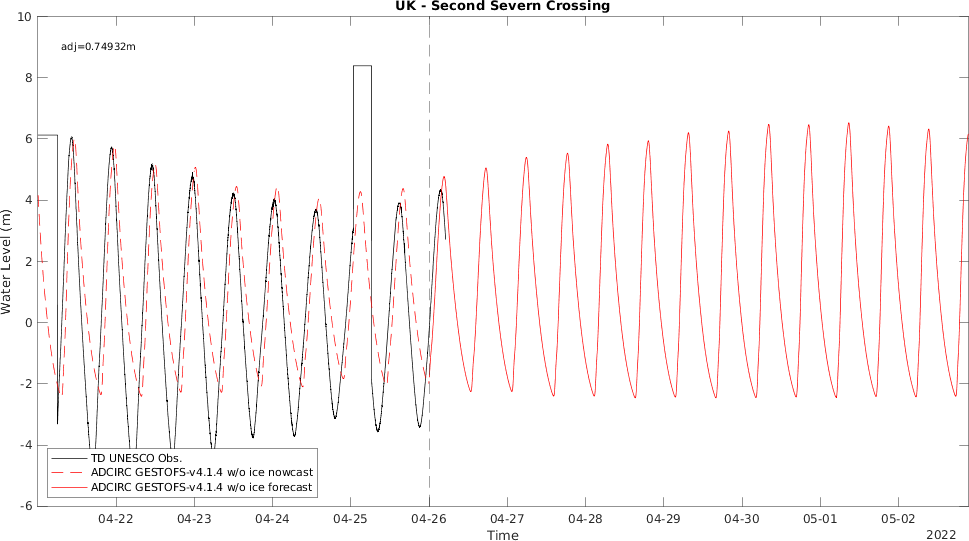 UK - Second Severn Crossing
10
8
6
4
2
0
-2
-4
-6
Water Level (m)
adj=0.74932m
TD UNESCO Obs.
ADCIRC GESTOFS-v4.1.4 w/o ice nowcast
ADCIRC GESTOFS-v4.1.4 w/o ice forecast
04-22 04-23 04-24 04-25 04-26 04-27 04-28 04-29 04-30 05-01 05-02
Time
2022